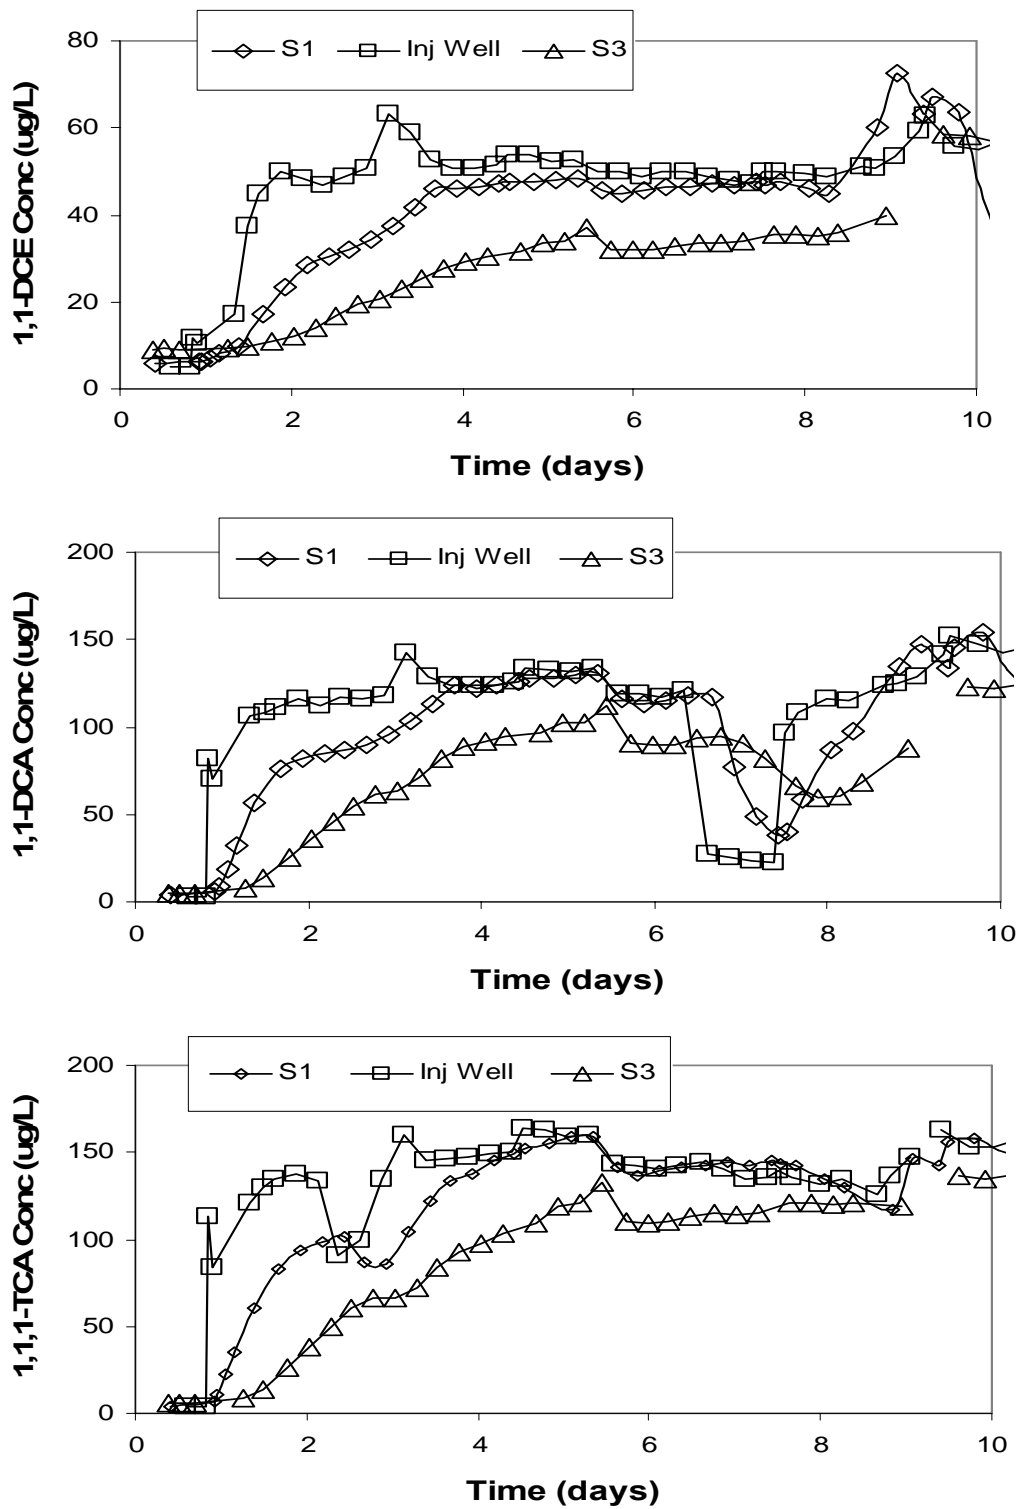 S1 Inj Well S3
80
60
40
20
0
0 2 4 6 8 10
1,1-DCE Conc (ug/L)
Time (days)
S1 Inj Well S3
200
150
100
50
0
0 2 4 6 8 10
1,1-DCA Conc (ug/L)
Time (days)
S1 Inj Well S3
200
150
100
50
0
0 2 4 6 8 10
1,1,1-TCA Conc (ug/L)
Time (days)